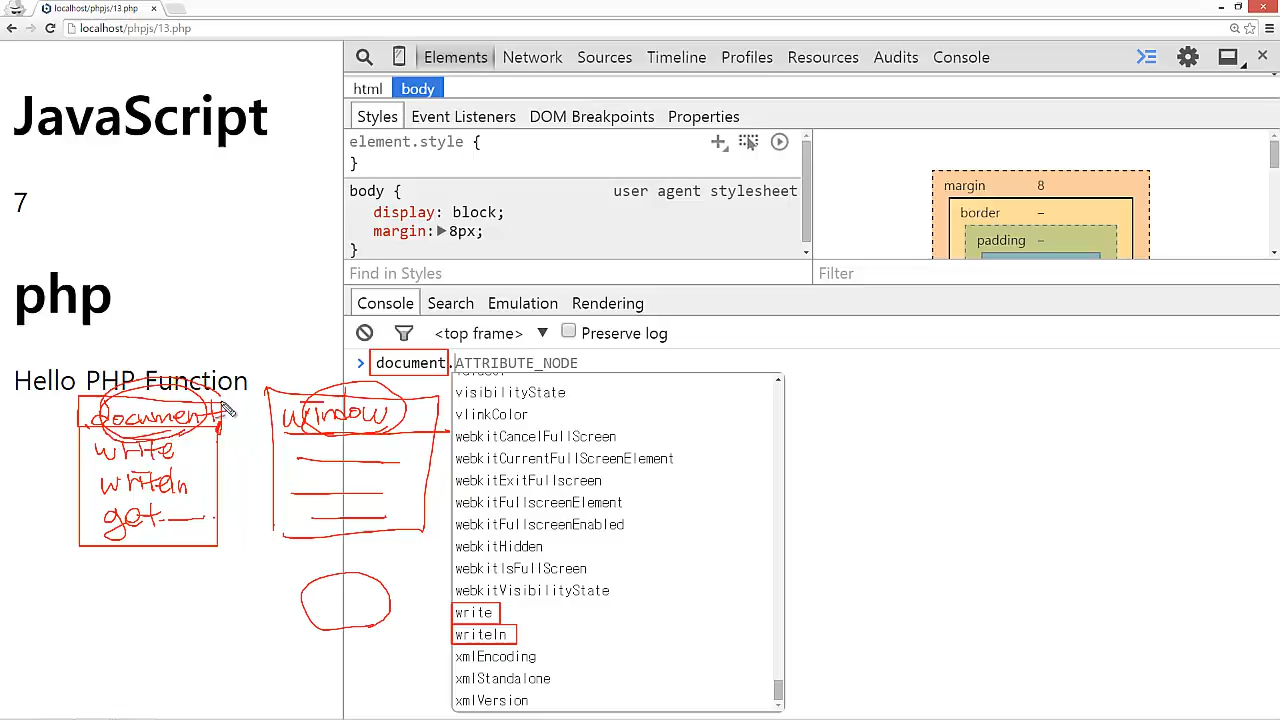 localhost/phpjs/13.php
localhost/phpjs/13.php
JavaScript
7
php
Hello PHP Function
document
write
writeln
get
window
Elements Network Sources Timeline Profiles Resources Audits Console
html body
Styles Event Listeners DOM Breakpoints Properties
element.style {
}
body { user agent stylesheet
display: block;
margin: 8px;
}
Find in Styles
margin 8
border –
padding –
Filter
Console Search Emulation Rendering
<top frame> Preserve log
> document.ATTRIBUTE_NODE
visibilityState
vlinkColor
webkitCancelFullScreen
webkitCurrentFullScreenElement
webkitExitFullscreen
webkitFullscreenElement
webkitFullscreenEnabled
webkitHidden
webkitIsFullScreen
webkitVisibilityState
write
writeln
xmlEncoding
xmlStandalone
xmlVersion